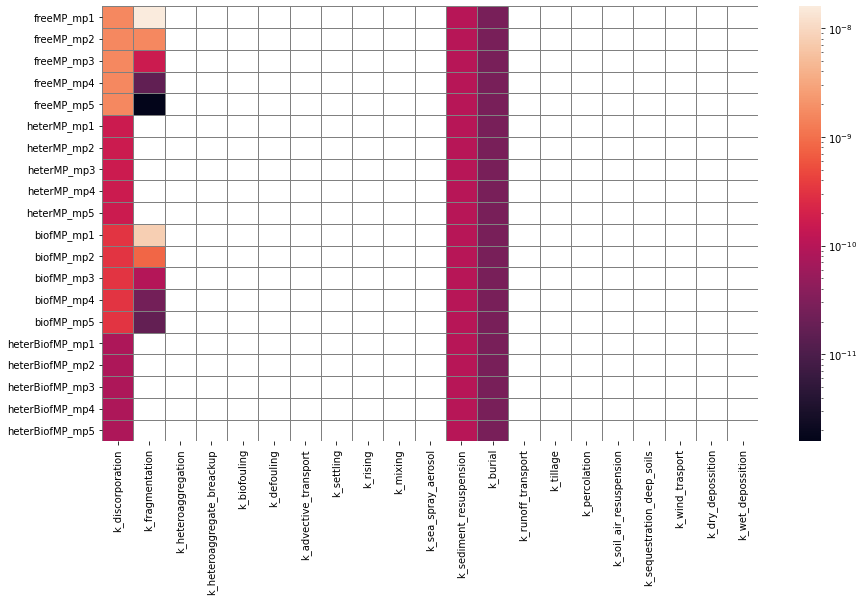 freeMP_mp1
freeMP_mp2
freeMP_mp3
freeMP_mp4
freeMP_mp5
heterMP_mp1
heterMP_mp2
heterMP_mp3
heterMP_mp4
heterMP_mp5
biofMP_mp1
biofMP_mp2
biofMP_mp3
biofMP_mp4
biofMP_mp5
heterBiofMP_mp1
heterBiofMP_mp2
heterBiofMP_mp3
heterBiofMP_mp4
heterBiofMP_mp5
k_discorporation
k_fragmentation
k_heteroaggregation
k_heteroaggregate_breackup
k_biofouling
k_defouling
k_advective_transport
k_settling
k_rising
k_mixing
k_sea_spray_aerosol
k_sediment_resuspension
k_burial
k_runoff_transport
k_tillage
k_percolation
k_soil_air_resuspension
k_sequestration_deep_soils
k_wind_trasport
k_dry_depossition
k_wet_depossition
10⁻⁸
10⁻⁹
10⁻¹⁰
10⁻¹¹